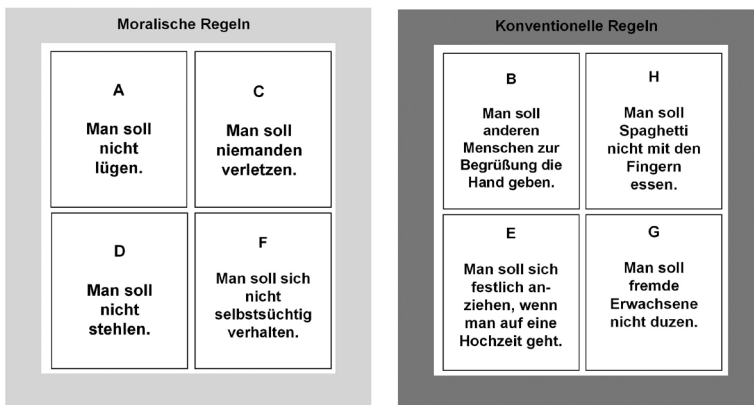 Moralische Regeln
A
Man soll
nicht
lügen.
C
Man soll
niemanden
verletzen.
D
Man soll
nicht
stehlen.
F
Man soll sich
nicht
selbstsüchtig
verhalten.
Konventionelle Regeln
B
Man soll
anderen
Menschen zur
Begrüßung die
Hand geben.
H
Man soll
Spaghetti
nicht mit den
Fingern
essen.
E
Man soll sich
festlich an-
ziehen, wenn
man auf eine
Hochzeit geht.
G
Man soll
fremde
Erwachsene
nicht duzen.